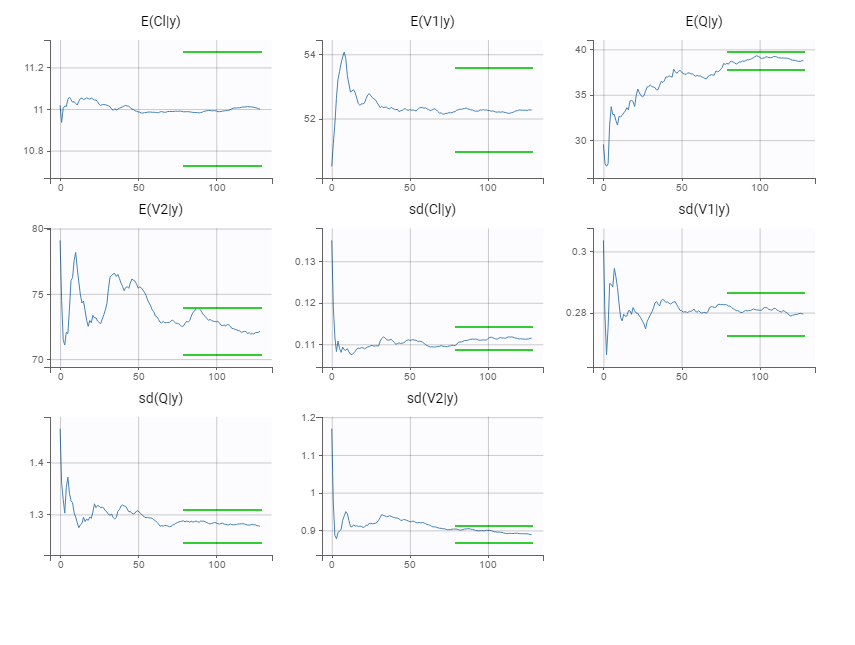 E(Cl|y) E(V1|y) E(Q|y)
11.2 54 40
11 52 35
10.8 30
0 50 100 0 50 100 0 50 100
E(V2|y) sd(Cl|y) sd(V1|y)
80 0.13 0.3
75 0.12 0.28
70 0.11
0 50 100 0 50 100 0 50 100
sd(Q|y) sd(V2|y)
1.4 1.2
1.3 1.1
1
0.9
0 50 100 0 50 100